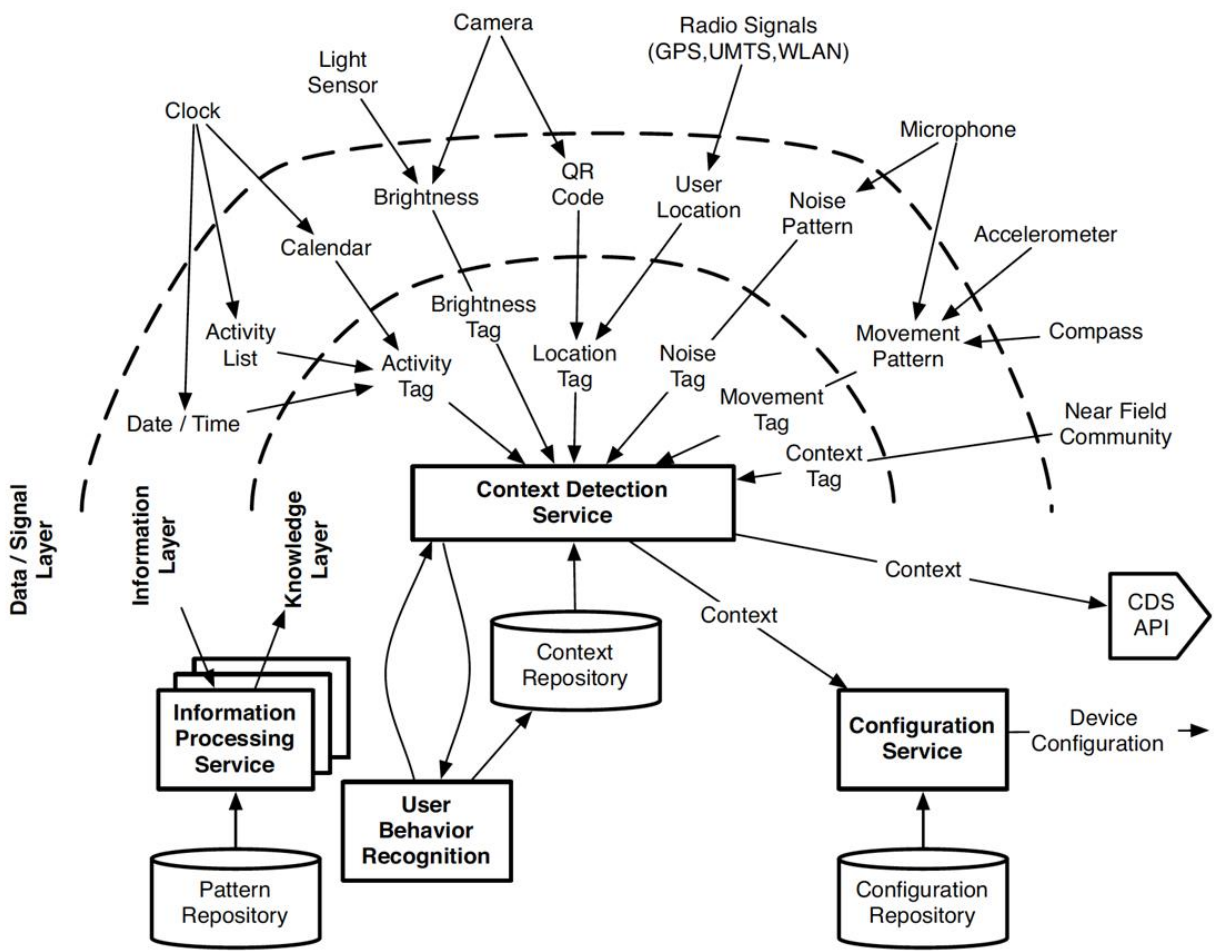 Camera
Radio Signals
(GPS,UMTS,WLAN)
Light
Sensor
Clock
Microphone
QR
Code
Brightness
User
Location
Noise
Pattern
Calendar
Accelerometer
Brightness
Tag
Activity
List
Activity
Tag
Location
Tag
Noise
Tag
Movement
Pattern
Compass
Movement
Tag
Date / Time
Near Field
Community
Context
Tag
Context Detection
Service
Data / Signal
Layer
Information
Layer
Knowledge
Layer
Context
CDS
API
Context
Context
Repository
Information
Processing
Service
Configuration
Service
Device
Configuration
User
Behavior
Recognition
Pattern
Repository
Configuration
Repository